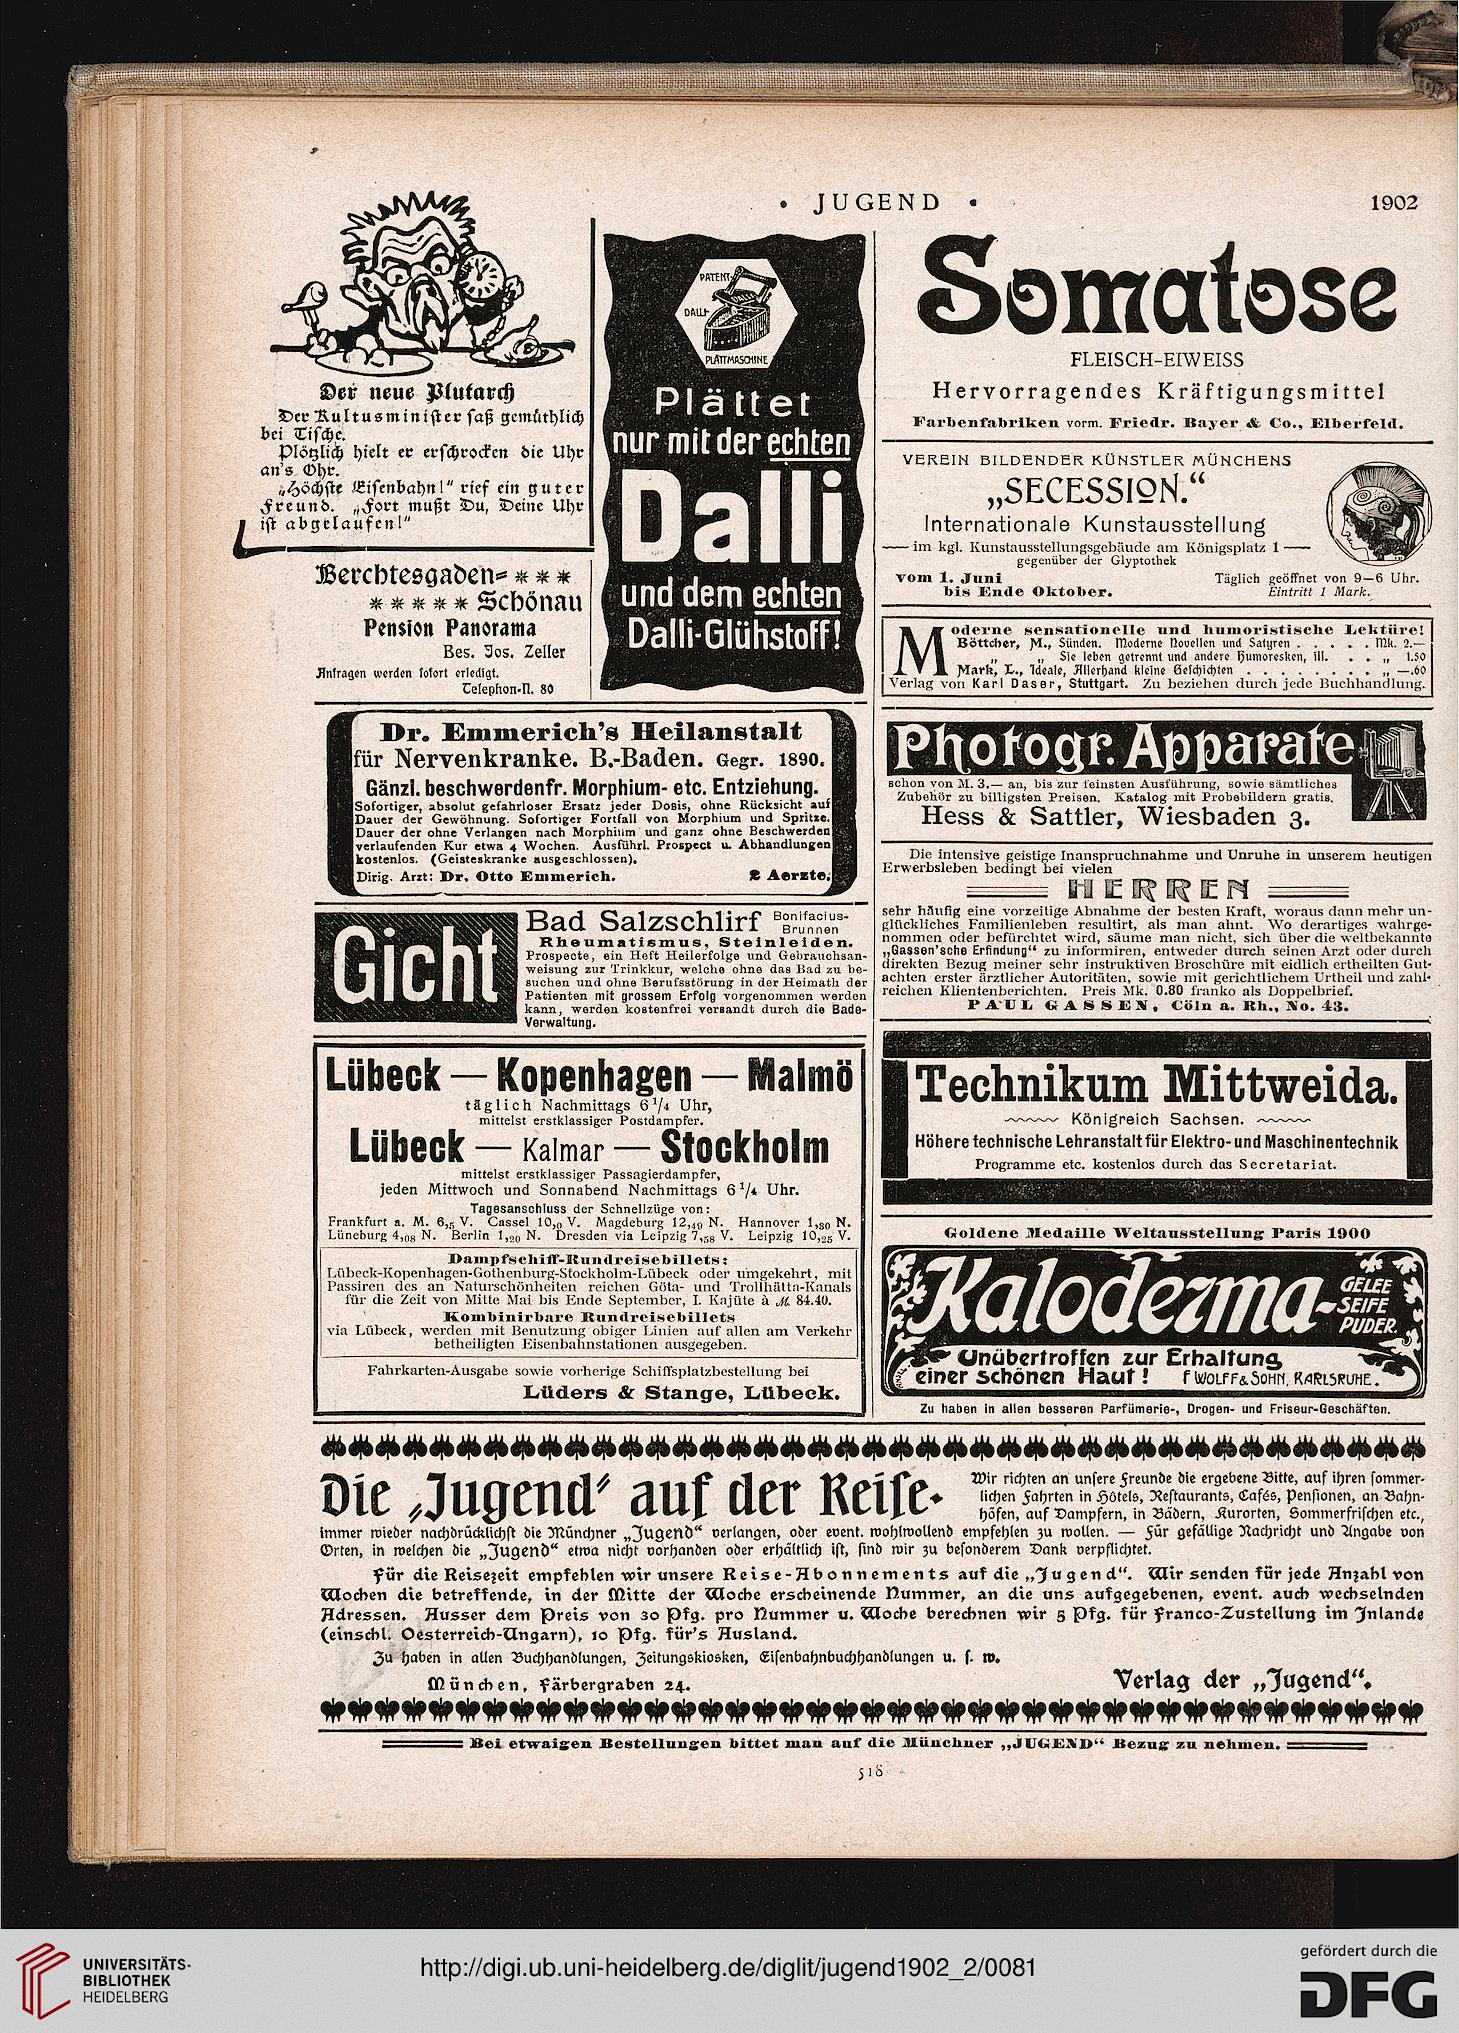 • JUGEND •
1902
Der neue Plutarch
Der Kultusminister saß gemüthlich
bei Tische.
Plötzlich hielt er erschrocken die Uhr
an's Ohr.
„Höchste Eisenbahn!" rief ein guter
Freund. „Fort mußt Du, Deine Uhr
ist abgelaufen!"
Berchtesgaden- * * *
* * * * * Schönau
Pension Panorama
Bes. Jos. Zeller
Anfragen werden sofort erledigt.
Telephon-N. 80
PATENT
DALLI-
PLÄTTMASCHINE
Plättet
nur mit der echten
Dalli
und dem echten
Dalli-Glühstoff!
Dr. Emmerich's Heilanstalt
für Nervenkranke. B.-Baden. Gegr. 1890.
Gänzl. beschwerdenfr. Morphium- etc. Entziehung.
Sofortiger, absolut gefahrloser Ersatz jeder Dosis, ohne Rücksicht auf
Dauer der Gewöhnung. Sofortiger Fortfall von Morphium und Spritze.
Dauer der ohne Verlangen nach Morphium und ganz ohne Beschwerden
verlaufenden Kur etwa 4 Wochen. Ausführl. Prospect u. Abhandlungen
kostenlos. (Geisteskranke ausgeschlossen).
Dirig. Arzt: Dr. Otto Emmerich. 2 Aerzte.
Gicht
Bad Salzschlirf Bonifacius-
Brunnen
Rheumatismus, Steinleiden.
Prospecte, ein Heft Heilerfolge und Gebrauchsan-
weisung zur Trinkkur, welche ohne das Bad zu be-
suchen und ohne Berufsstörung in der Heimath der
Patienten mit grossem Erfolg vorgenommen werden
kann, werden kostenfrei versandt durch die Bade-
Verwaltung.
Lübeck — Kopenhagen — Malmö
täglich Nachmittags 6 1/4 Uhr,
mittelst erstklassiger Postdampfer.
Lübeck — Kalmar — Stockholm
mittelst erstklassiger Passagierdampfer,
jeden Mittwoch und Sonnabend Nachmittags 6 1/4 Uhr.
Tagesanschluss der Schnellzüge von:
Frankfurt a. M. 6,5 V. Cassel 10,0 V. Magdeburg 12,49 N. Hannover 1,30 N.
Lüneburg 4,08 N. Berlin 1,20 N. Dresden via Leipzig 7,58 V. Leipzig 10,25 V.
Dampfschiff-Rundreisebillets:
Lübeck-Kopenhagen-Gothenburg-Stockholm-Lübeck oder umgekehrt, mit
Passiren des an Naturschönheiten reichen Göta- und Trollhätta-Kanals
für die Zeit von Mitte Mai bis Ende September, I. Kajüte à M. 84.40.
Kombinirbare Rundreisebillets
via Lübeck, werden mit Benutzung obiger Linien auf allen am Verkehr
betheiligten Eisenbahnstationen ausgegeben.
Fahrkarten-Ausgabe sowie vorherige Schiffsplatzbestellung bei
Lüders & Stange, Lübeck.
Somatose
FLEISCH-EIWEISS
Hervorragendes Kräftigungsmittel
Farbenfabriken vorm. Friedr. Bayer & Co., Elberfeld.
VEREIN BILDENDER KÜNSTLER MÜNCHENS
„SECESSION."
Internationale Kunstausstellung
— im kgl. Kunstausstellungsgebäude am Königsplatz 1 —
gegenüber der Glyptothek
vom 1. Juni Täglich geöffnet von 9—6 Uhr.
bis Ende Oktober. Eintritt 1 Mark.
Moderne sensationelle und humoristische Lektüre!
Böttcher, M., Sünden. Moderne Novellen und Satyren . . . . . Mk. 2.—
„ „ Sie leben getrennt und andere Humoresken, ill. . . „ 1.50
Mark, L., Ideale, Allerhand kleine Geschichten . . . . . . . . „ —.60
Verlag von Karl Daser, Stuttgart. Zu beziehen durch jede Buchhandlung.
Photogr. Apparate
schon von M. 3.— an, bis zur feinsten Ausführung, sowie sämtliches
Zubehör zu billigsten Preisen. Katalog mit Probebildern gratis.
Hess & Sattler, Wiesbaden 3.
Die intensive geistige Inanspruchnahme und Unruhe in unserem heutigen
Erwerbsleben bedingt bei vielen
HERREN
sehr häufig eine vorzeitige Abnahme der besten Kraft, woraus dann mehr un-
glückliches Familienleben resultirt, als man ahnt. Wo derartiges wahrge-
nommen oder befürchtet wird, säume man nicht, sich über die weltbekannte
„Gassen'sche Erfindung" zu informiren, entweder durch seinen Arzt oder durch
direkten Bezug meiner sehr instruktiven Broschüre mit eidlich ertheilten Gut-
achten erster ärztlicher Autoritäten, sowie mit gerichtlichem Urtheil und zahl-
reichen Klientenberichten. Preis Mk. 0.80 franko als Doppelbrief.
PAUL GASSEN, Cöln a. Rh., No. 43.
Technikum Mittweida.
Königreich Sachsen.
Höhere technische Lehranstalt für Elektro- und Maschinentechnik
Programme etc. kostenlos durch das Secretariat.
Goldene Medaille Weltausstellung Paris 1900
Kaloderma-
GELEE
SEIFE
PUDER.
Unübertroffen zur Erhaltung
einer schönen Haut! F WOLFF & SOHN, KARLSRUHE.
Zu haben in allen besseren Parfümerie-, Drogen- und Friseur-Geschäften.
Die „Jugend" auf der Reise.
Wir richten an unsere Freunde die ergebene Bitte, auf ihren sommer-
lichen Fahrten in Hôtels, Restaurants, Cafés, Pensionen, an Bahn-
höfen, auf Dampfern, in Bädern, Kurorten, Sommerfrischen etc.,
immer wieder nachdrücklichst die Münchner „Jugend" verlangen, oder event. wohlwollend empfehlen zu wollen. — Für gefällige Nachricht und Angabe von
Orten, in welchen die „Jugend" etwa nicht vorhanden oder erhältlich ist, sind wir zu besonderem Dank verpflichtet.
Für die Reisezeit empfehlen wir unsere Reise-Abonnements auf die „Jugend". Wir senden für jede Anzahl von
Wochen die betreffende, in der Mitte der Woche erscheinende Nummer, an die uns aufgegebenen, event. auch wechselnden
Adressen. Ausser dem Preis von 30 Pfg. pro Nummer u. Woche berechnen wir 5 Pfg. für Franco-Zustellung im Inlande
(einschl. Oesterreich-Ungarn), 10 Pfg. für's Ausland.
Zu haben in allen Buchhandlungen, Zeitungskiosken, Eisenbahnbuchhandlungen u. s. w.
München, Färbergraben 24.
Verlag der „Jugend".
Bei etwaigen Bestellungen bittet man auf die Münchner „JUGEND" Bezug zu nehmen.
518
UNIVERSITÄTS-
BIBLIOTHEK
HEIDELBERG
http://digi.ub.uni-heidelberg.de/diglit/jugend1902_2/0081
gefördert durch die
DFG